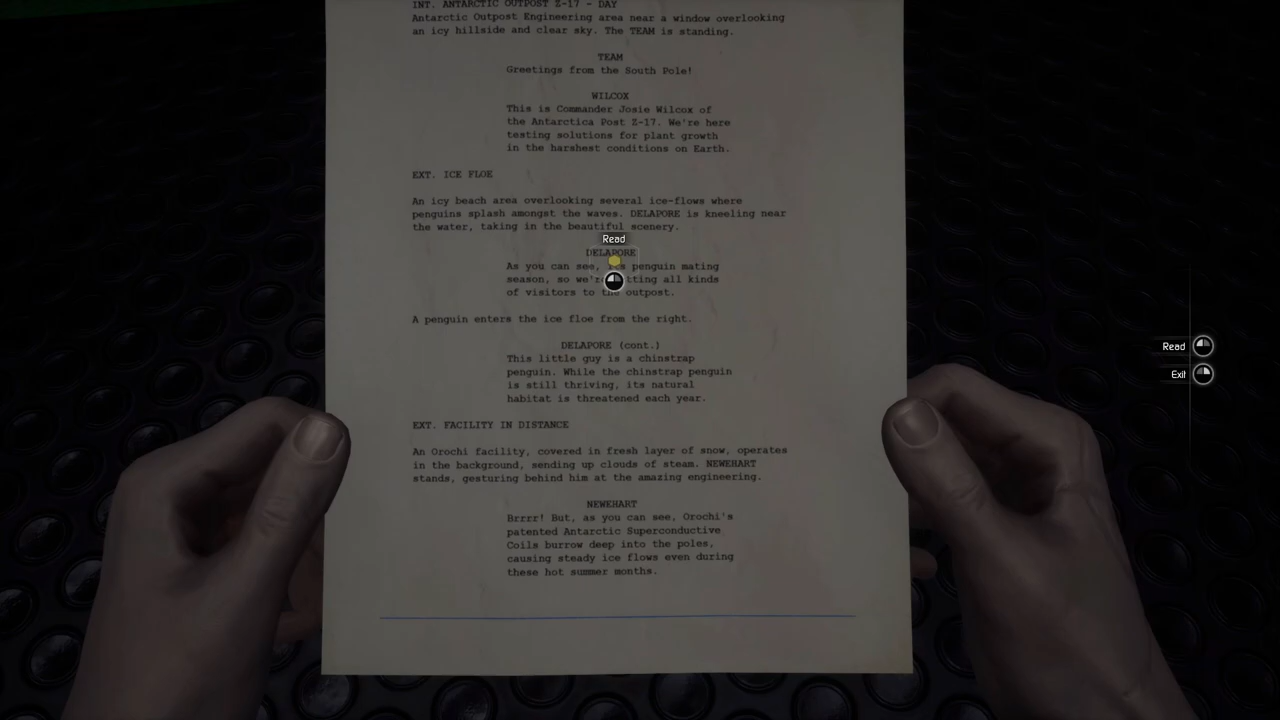 INT. ANTARCTIC OUTPOST Z-17 - DAY
Antarctic Outpost Engineering area near a window overlooking
an icy hillside and clear sky. The TEAM is standing.
TEAM
Greetings from the South Pole!
WILCOX
This is Commander Josie Wilcox of
the Antarctica Post Z-17. We're here
testing solutions for plant growth
in the harshest conditions on Earth.
EXT. ICE FLOE
An icy beach area overlooking several ice-flows where
penguins splash amongst the waves. DELAPORE is kneeling near
the water, taking in the beautiful scenery.
Read
DELAPORE
As you can see, penguin mating
season, so all kinds
of visitors to the outpost.
A penguin enters the ice floe from the right.
DELAPORE (cont.)
This little guy is a chinstrap
penguin. While the chinstrap penguin
is still thriving, its natural
habitat is threatened each year.
EXT. FACILITY IN DISTANCE
An Orochi facility, covered in fresh layer of snow, operates
in the background, sending up clouds of steam. NEWEHART
stands, gesturing behind him at the amazing engineering.
NEWEHART
Brrrr! But, as you can see, Orochi's
patented Antarctic Superconductive
Coils burrow deep into the poles,
causing steady ice flows even during
these hot summer months.
Read
Exit